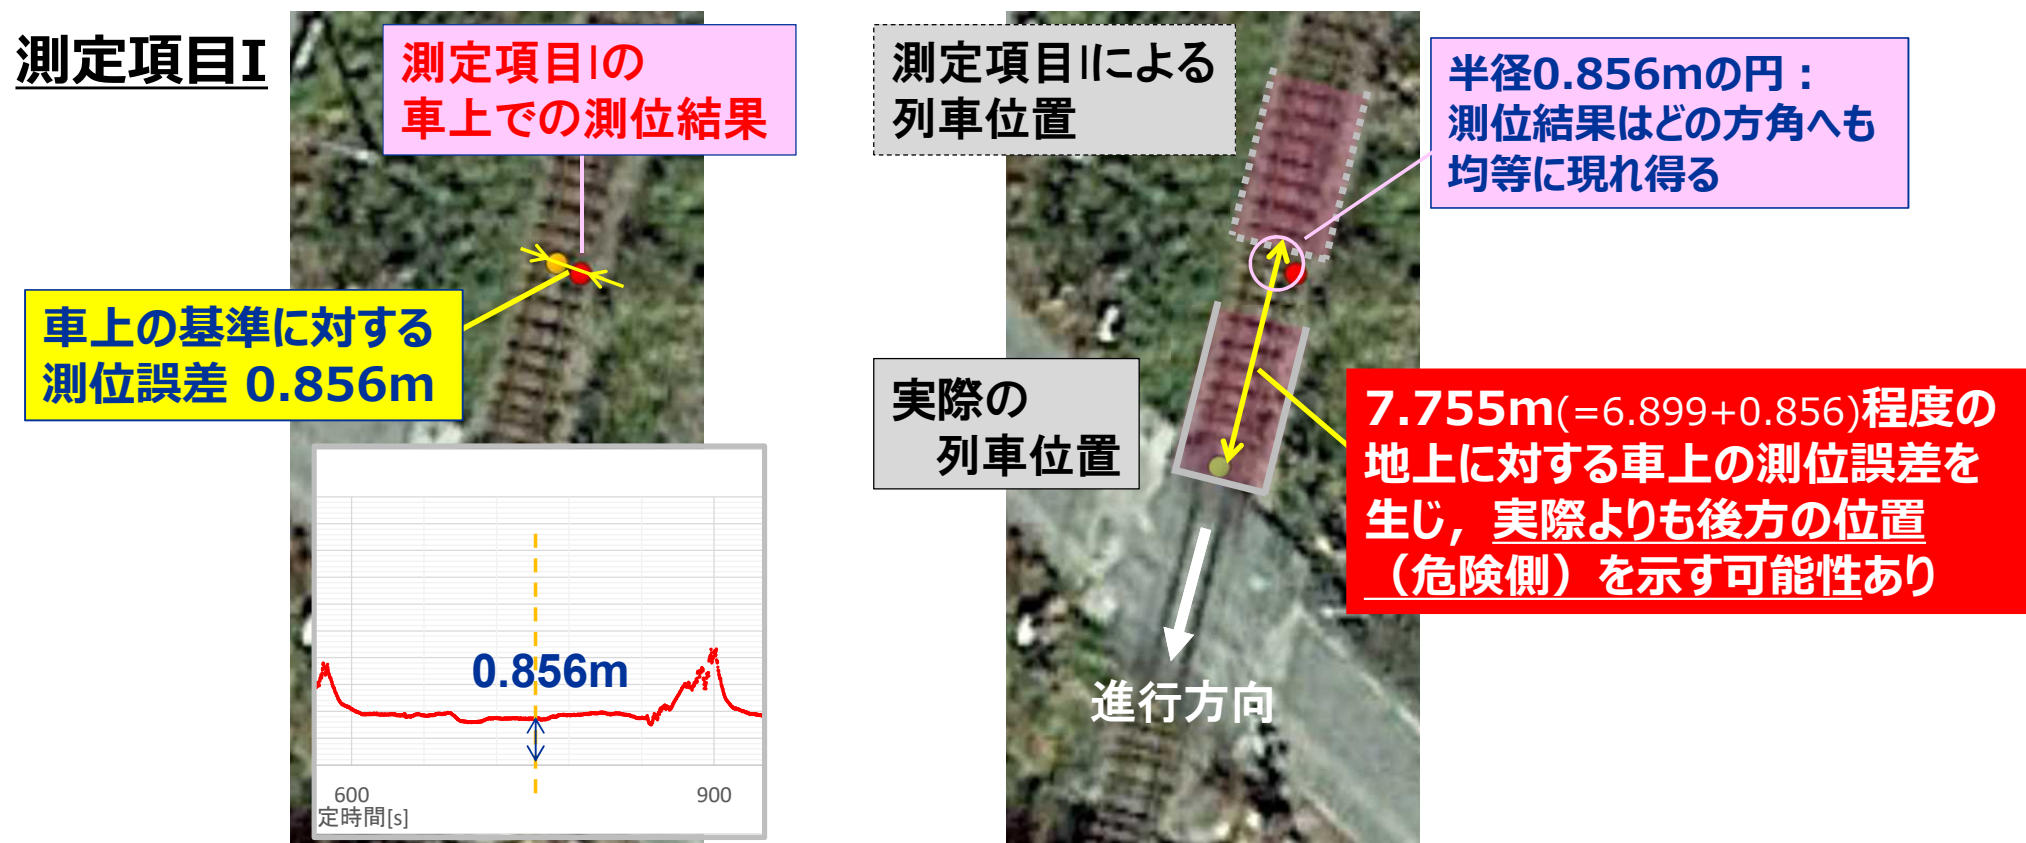 測定項目I
測定項目Iの
車上での測位結果
車上の基準に対する
測位誤差 0.856m
0.856m
600
900
定時間[s]
測定項目Iによる
列車位置
半径0.856mの円：
測位結果はどの方角へも
均等に現れ得る
実際の
列車位置
7.755m(=6.899+0.856)程度の
地上に対する車上の測位誤差を
生じ，実際よりも後方の位置
（危険側）を示す可能性あり
進行方向